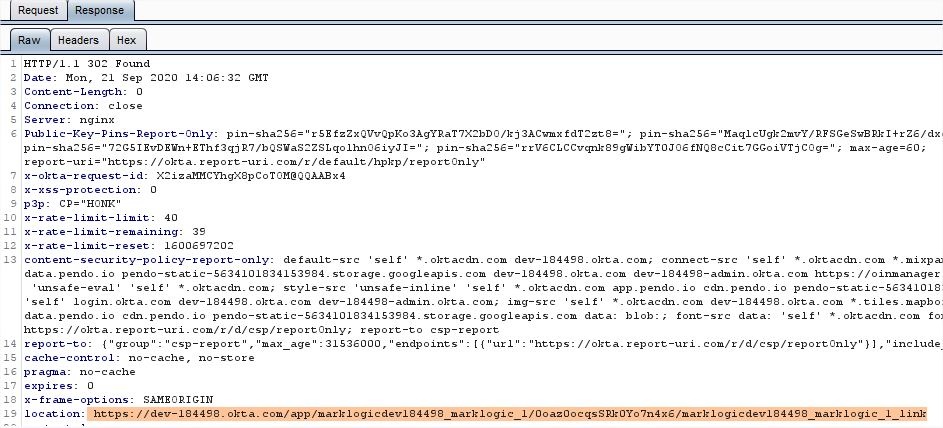 Request Response
Raw Headers Hex
1 HTTP/1.1 302 Found
2 Date: Mon, 21 Sep 2020 14:06:32 GMT
3 Content-Length: 0
4 Connection: close
5 Server: nginx
6 Public-Key-Pins-Report-Only: pin-sha256="r5EfzZxQVvQpKo3AgYRaT7X2bDO/kj3ACwmxfdT2zt8="; pin-sha256="MaqlcUgk2mvY/RFSGeSwBRkI+rZ6/dx
pin-sha256="72G5IEvDEWn+EThf3qjR7/bQSWaS2ZSLqolhnO6iyJI="; pin-sha256="rrV6CLCCvqnk89gWibYT0JO6fNQ8cCit7GGoiVTjC0g="; max-age=60;
report-uri="https://okta.report-uri.com/r/default/hpkp/reportOnly"
7 x-okta-request-id: X2izaMMCYhgX8pCoTOM@QQAABx4
8 x-xss-protection: 0
9 p3p: CP="HONK"
10 x-rate-limit-limit: 40
11 x-rate-limit-remaining: 39
12 x-rate-limit-reset: 1600697202
13 content-security-policy-report-only: default-src 'self' *.oktacdn.com dev-184498.okta.com; connect-src 'self' *.oktacdn.com *.mixpa
data.pendo.io pendo-static-5634101834153984.storage.googleapis.com dev-184498.okta.com dev-184498-admin.okta.com https://oinmanager
'unsafe-eval' 'self' *.oktacdn.com; style-src 'unsafe-inline' 'self' *.oktacdn.com app.pendo.io cdn.pendo.io pendo-static-563410183
'self' login.okta.com dev-184498.okta.com dev-184498-admin.okta.com; img-src 'self' *.oktacdn.com dev-184498.okta.com *.tiles.mapbo
data.pendo.io cdn.pendo.io pendo-static-5634101834153984.storage.googleapis.com data: blob:; font-src data: 'self' *.oktacdn.com fo
https://okta.report-uri.com/r/d/csp/reportOnly; report-to csp-report
14 report-to: {"group":"csp-report","max_age":31536000,"endpoints":[{"url":"https://okta.report-uri.com/r/d/csp/reportOnly"}],"include_
15 cache-control: no-cache, no-store
16 pragma: no-cache
17 expires: 0
18 x-frame-options: SAMEORIGIN
19 location: https://dev-184498.okta.com/app/marklogicdev184498_marklogic_1/0oaz0ocqsSRk0Yo7n4x6/marklogicdev184498_marklogic_1_link